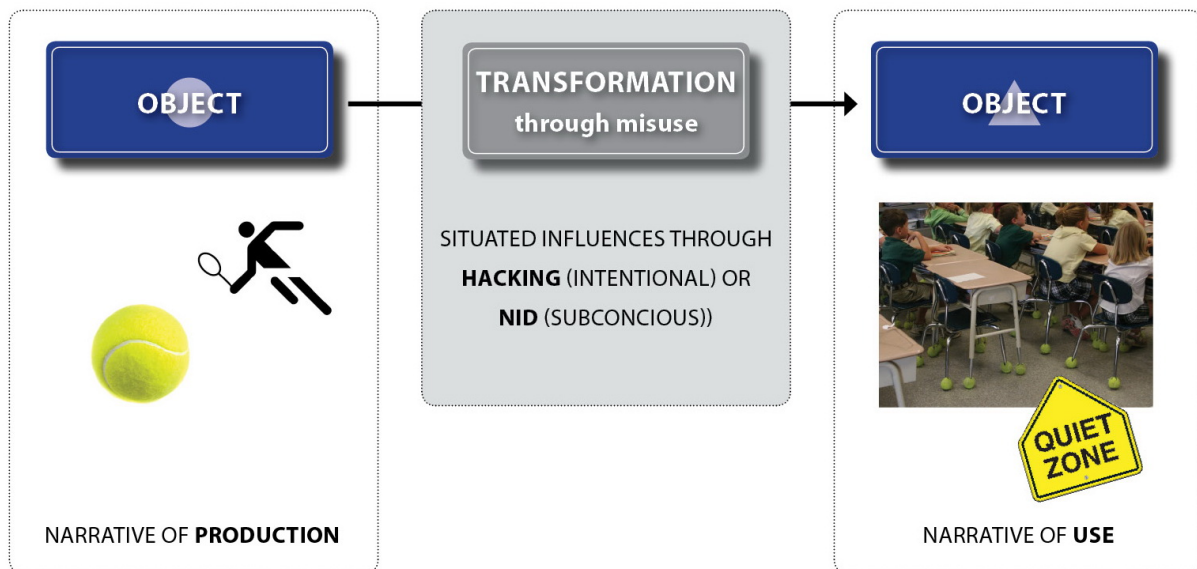 OBJECT
NARRATIVE OF PRODUCTION
TRANSFORMATION
through misuse
SITUATED INFLUENCES THROUGH
HACKING (INTENTIONAL) OR
NID (SUBCONCIOUS))
OBJECT
QUIET
ZONE
NARRATIVE OF USE